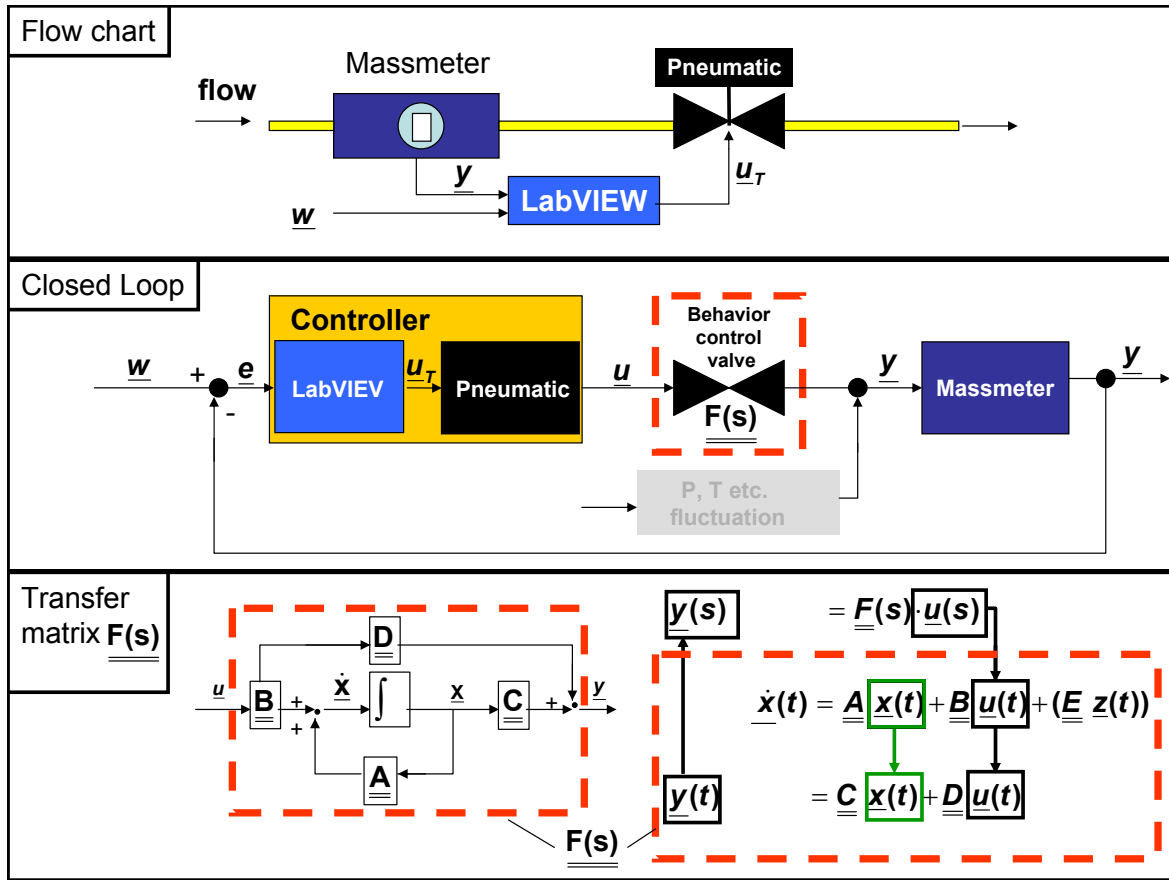 Flow chart
Massmeter
Pneumatic
flow
y
u_T
LabVIEW
w
Closed Loop
Controller
Behavior
control
valve
w
+
e
LabVIEV
u_T
Pneumatic
u
y
Massmeter
y
-
F(s)
P, T etc.
fluctuation
Transfer
matrix F(s)
D
u
B
+
+
ẋ
∫
x
C
+
y
A
F(s)
y(s) = F(s)·u(s)
ẋ(t) = A x(t) + B u(t) + (E z(t))
y(t) = C x(t) + D u(t)